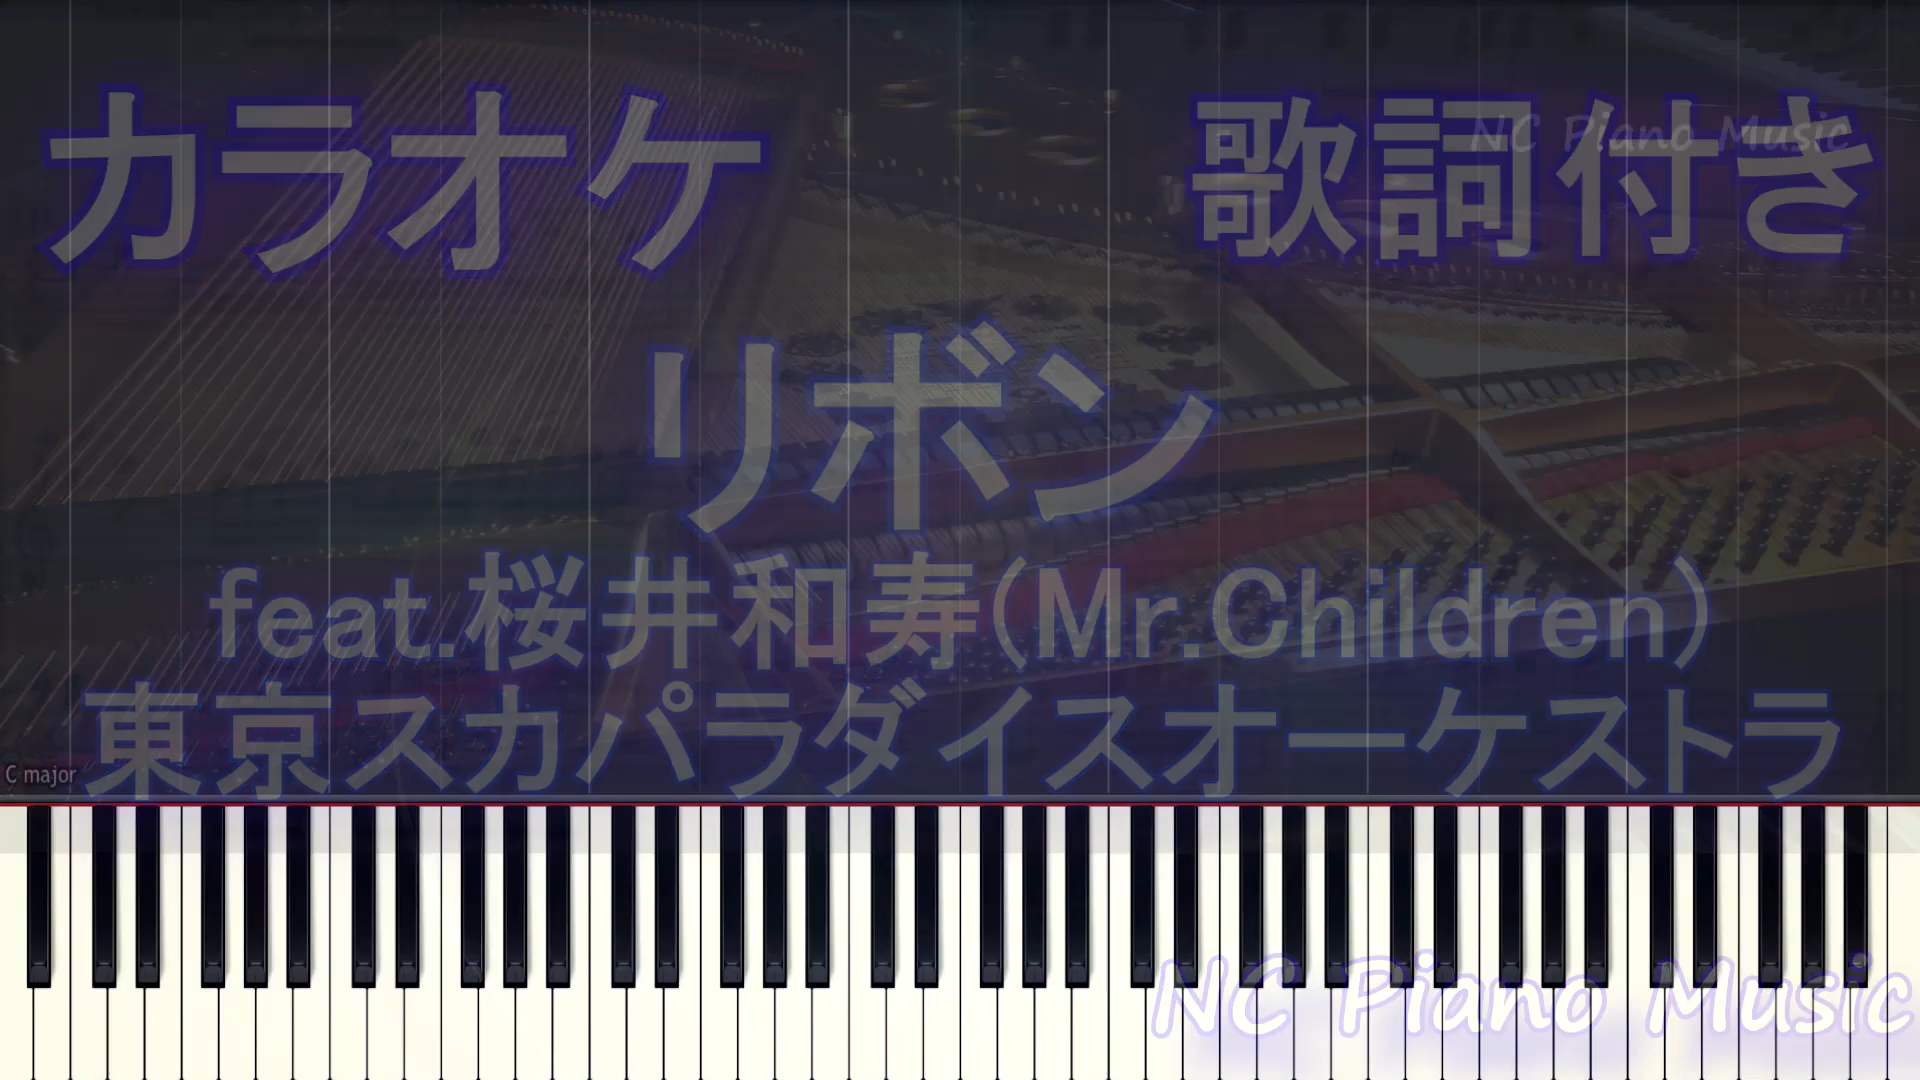 カラオケ 歌詞付き
NC Piano Music
リボン
feat.桜井和寿(Mr.Children)
東京スカパラダイスオーケストラ
C major
NC Piano Music